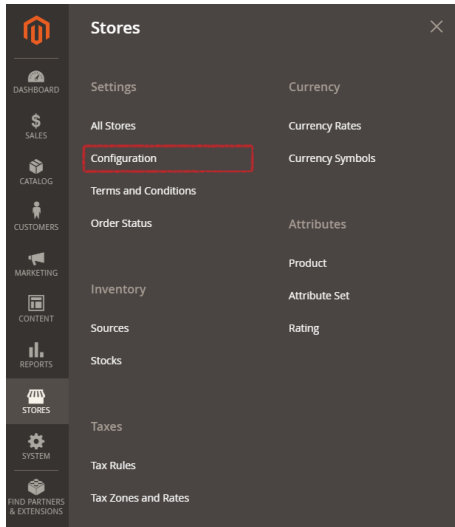 DASHBOARD
SALES
CATALOG
CUSTOMERS
MARKETING
CONTENT
REPORTS
STORES
SYSTEM
FIND PARTNERS
& EXTENSIONS
Stores
Settings
All Stores
Configuration
Terms and Conditions
Order Status
Inventory
Sources
Stocks
Taxes
Tax Rules
Tax Zones and Rates
Currency
Currency Rates
Currency Symbols
Attributes
Product
Attribute Set
Rating